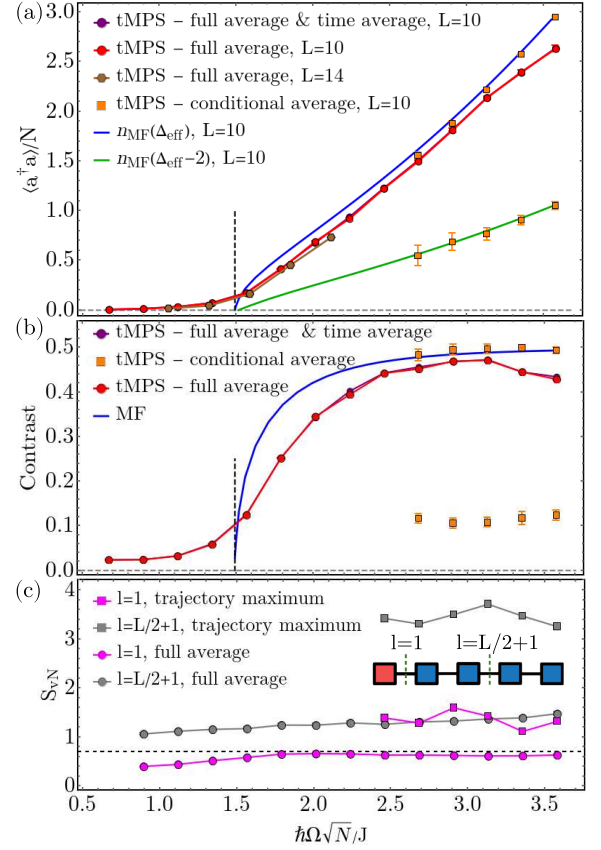 (a)
3.0
2.5
2.0
1.5
1.0
0.5
0.0
⟨a†a⟩/N
tMPS − full average & time average, L=10
tMPS − full average, L=10
tMPS − full average, L=14
tMPS − conditional average, L=10
n_MF(Δ_eff), L=10
n_MF(Δ_eff−2), L=10
(b)
0.5
0.4
0.3
0.2
0.1
0.0
Contrast
tMPS − full average & time average
tMPS − conditional average
tMPS − full average
MF
(c)
4
3
2
1
0
S_vN
l=1, trajectory maximum
l=L/2+1, trajectory maximum
l=1, full average
l=L/2+1, full average
l=1 l=L/2+1
0.5 1.0 1.5 2.0 2.5 3.0 3.5
ℏΩ√N/J